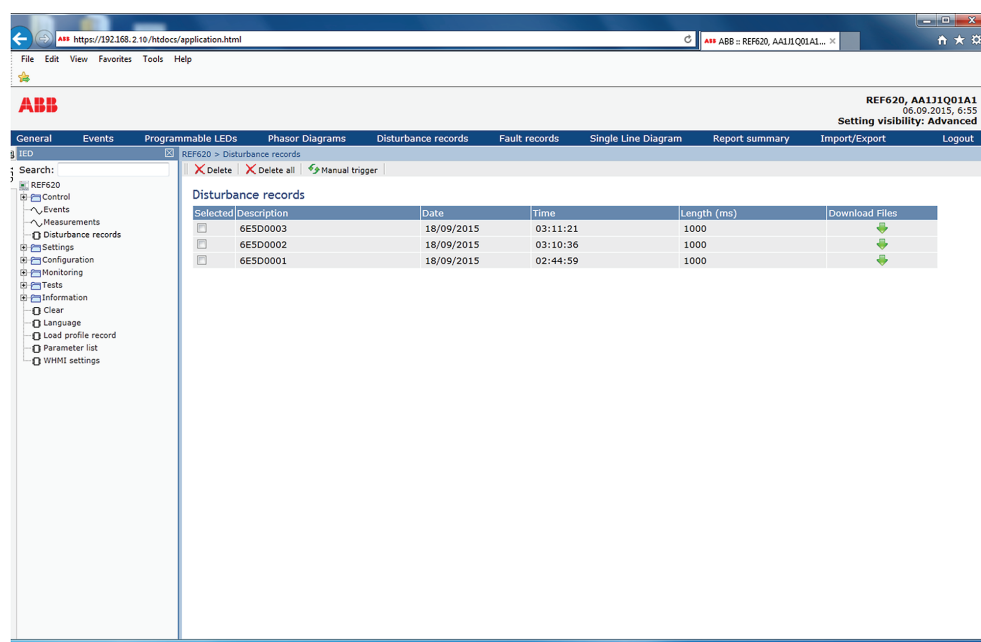 ABB https://192.168.2.10/htdocs/application.html
ABB ABB :: REF620, AA1J1Q01A1...
File Edit View Favorites Tools Help
ABB
REF620, AA1J1Q01A1
06.09.2015, 6:55
Setting visibility: Advanced
General Events Programmable LEDs Phasor Diagrams Disturbance records Fault records Single Line Diagram Report summary Import/Export Logout
IED
REF620 > Disturbance records
Search:
Delete Delete all Manual trigger
REF620
Control
Events
Measurements
Disturbance records
Settings
Configuration
Monitoring
Tests
Information
Clear
Language
Load profile record
Parameter list
WHMI settings
Disturbance records
Selected Description Date Time Length (ms) Download Files
6E5D0003 18/09/2015 03:11:21 1000
6E5D0002 18/09/2015 03:10:36 1000
6E5D0001 18/09/2015 02:44:59 1000